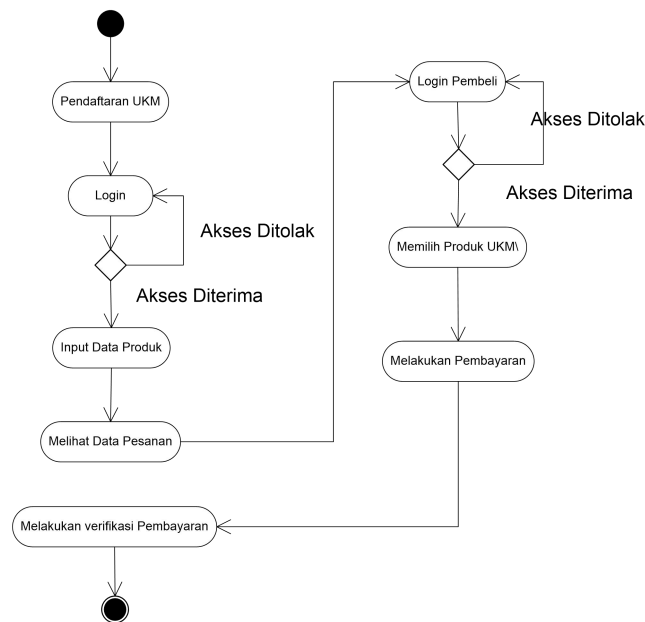 Pendaftaran UKM
Login
Akses Ditolak
Akses Diterima
Input Data Produk
Melihat Data Pesanan
Login Pembeli
Akses Ditolak
Akses Diterima
Memilih Produk UKM\
Melakukan Pembayaran
Melakukan verifikasi Pembayaran